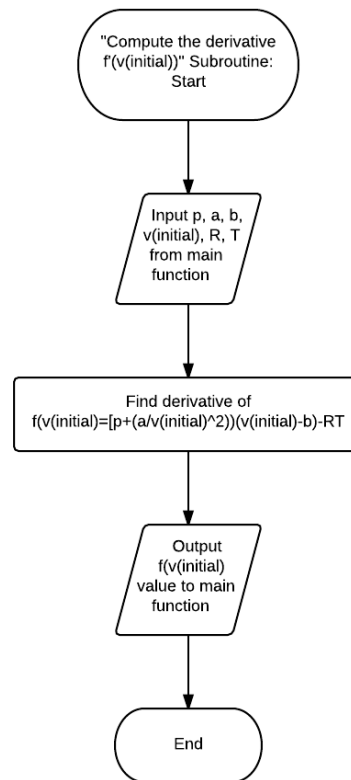 "Compute the derivative
f'(v(initial))" Subroutine:
Start
Input p, a, b,
v(initial), R, T
from main
function
Find derivative of
f(v(initial)=[p+(a/v(initial)^2))(v(initial)-b)-RT
Output
f(v(initial)
value to main
function
End